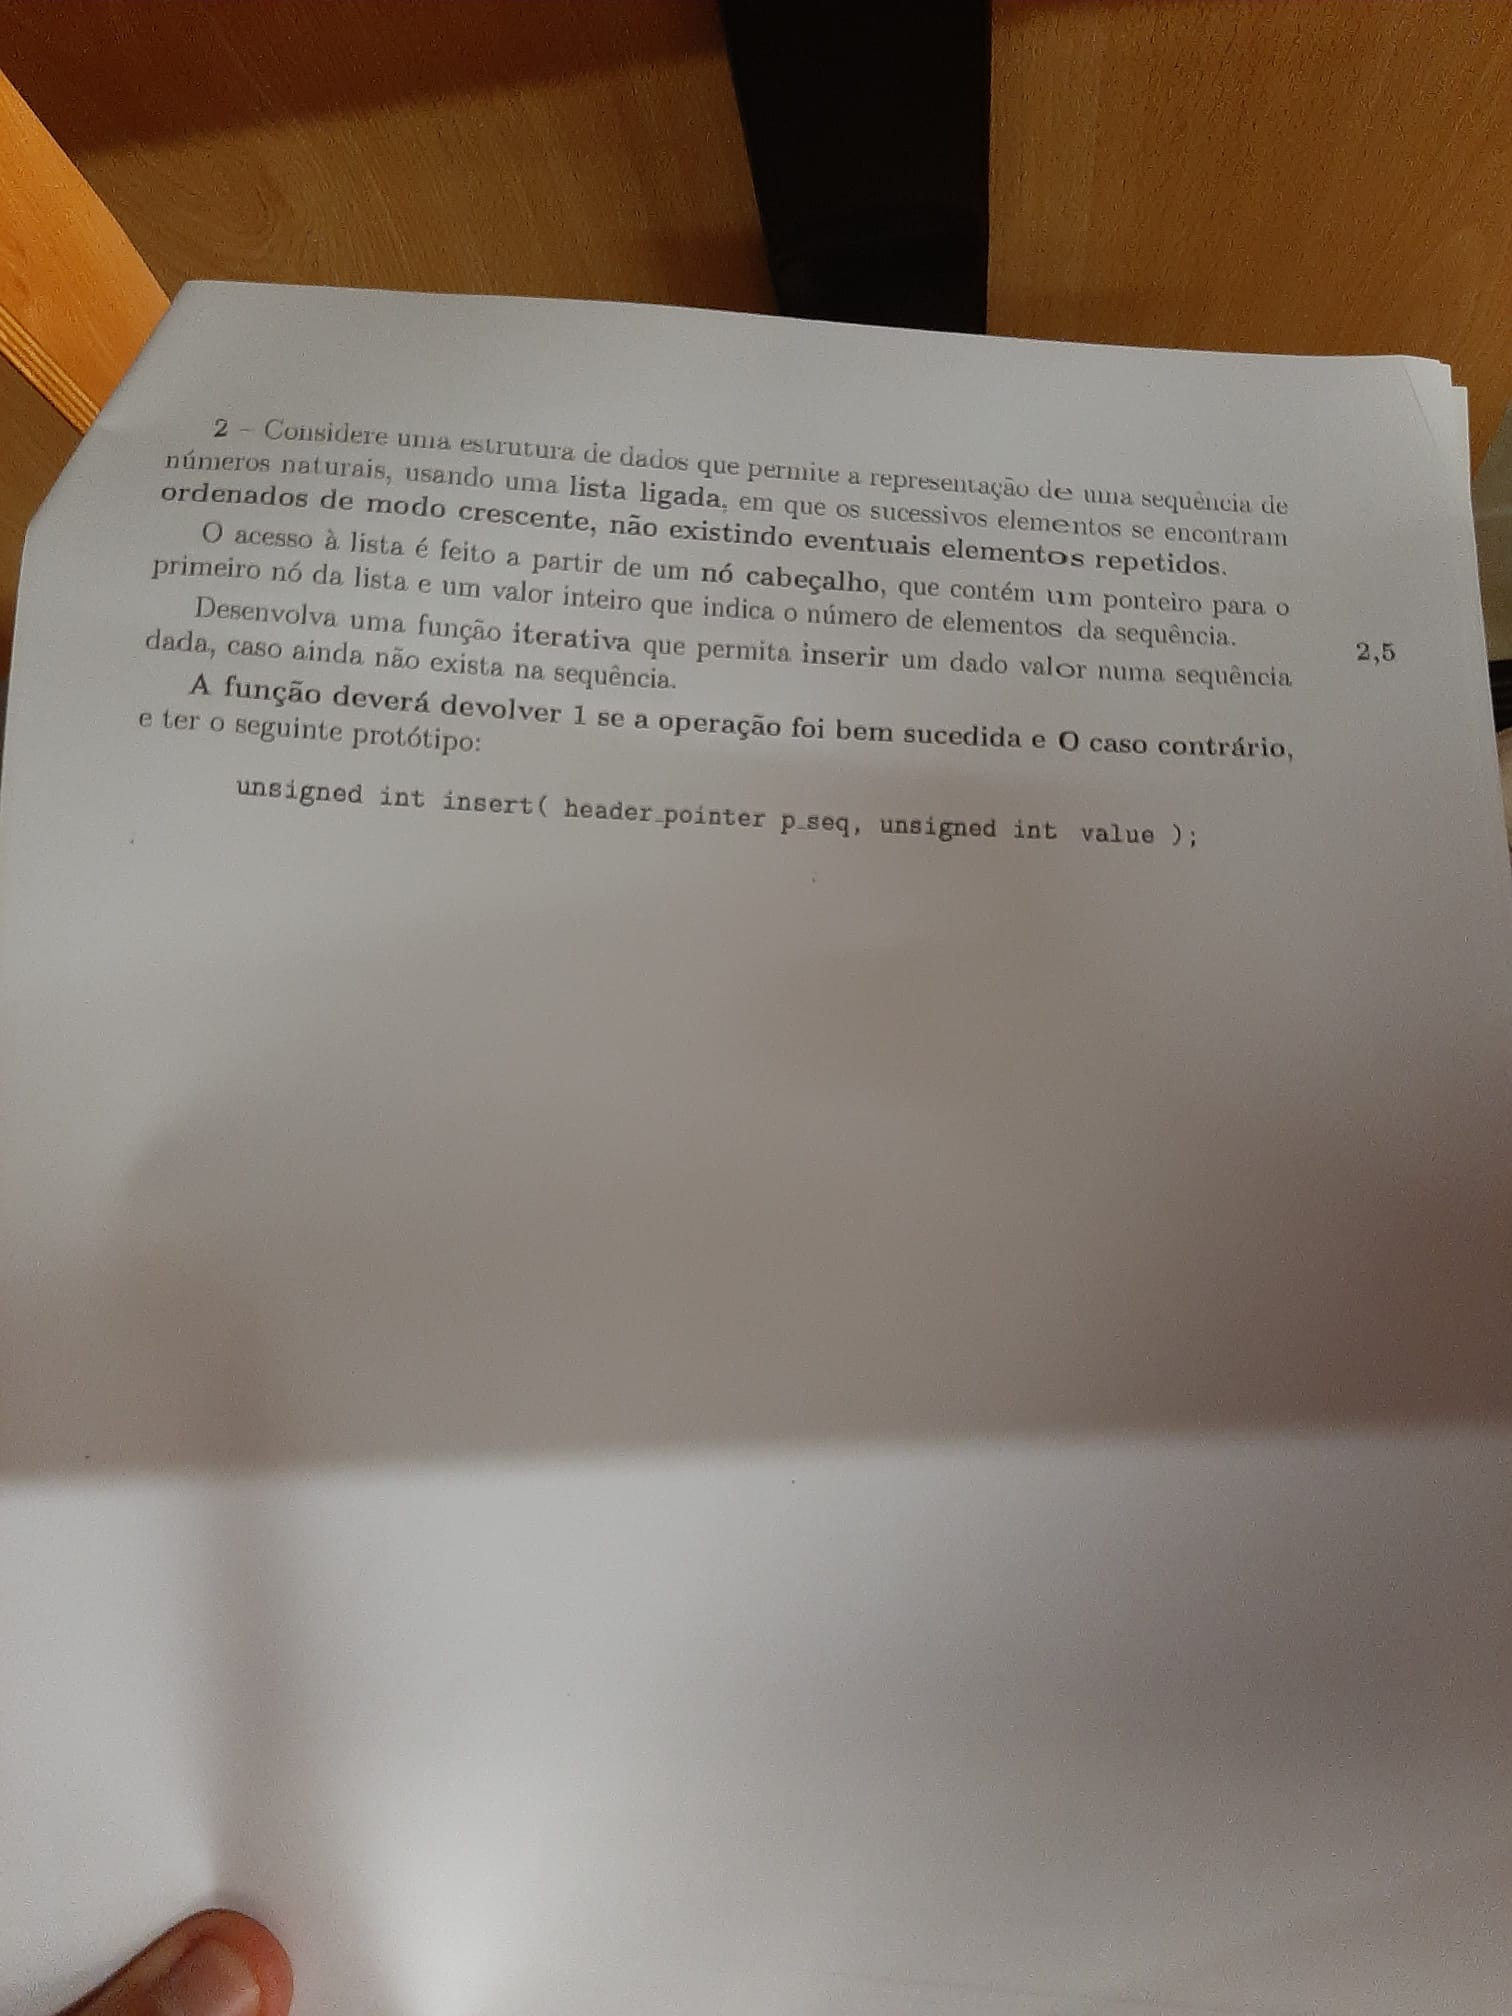 2 – Considere uma estrutura de dados que permite a representação de uma sequência de
números naturais, usando uma lista ligada, em que os sucessivos elementos se encontram
ordenados de modo crescente, não existindo eventuais elementos repetidos.
O acesso à lista é feito a partir de um nó cabeçalho, que contém um ponteiro para o
primeiro nó da lista e um valor inteiro que indica o número de elementos da sequência.
Desenvolva uma função iterativa que permita inserir um dado valor numa sequência 2,5
dada, caso ainda não exista na sequência.
A função deverá devolver 1 se a operação foi bem sucedida e 0 caso contrário,
e ter o seguinte protótipo:
unsigned int insert( header_pointer p_seq, unsigned int value );